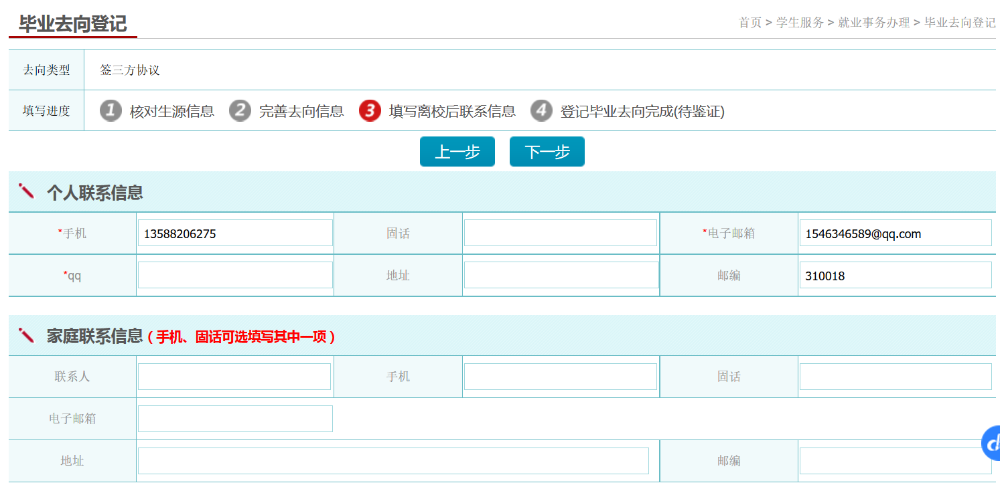 毕业去向登记
首页 > 学生服务 > 就业事务办理 > 毕业去向登记
去向类型 签三方协议
填写进度 1 核对生源信息 2 完善去向信息 3 填写离校后联系信息 4 登记毕业去向完成(待鉴证)
上一步 下一步
个人联系信息
*手机 13588206275 固话 *电子邮箱 1546346589@qq.com
*qq 地址 邮编 310018
家庭联系信息（手机、固话可选填写其中一项）
联系人 手机 固话
电子邮箱
地址 邮编